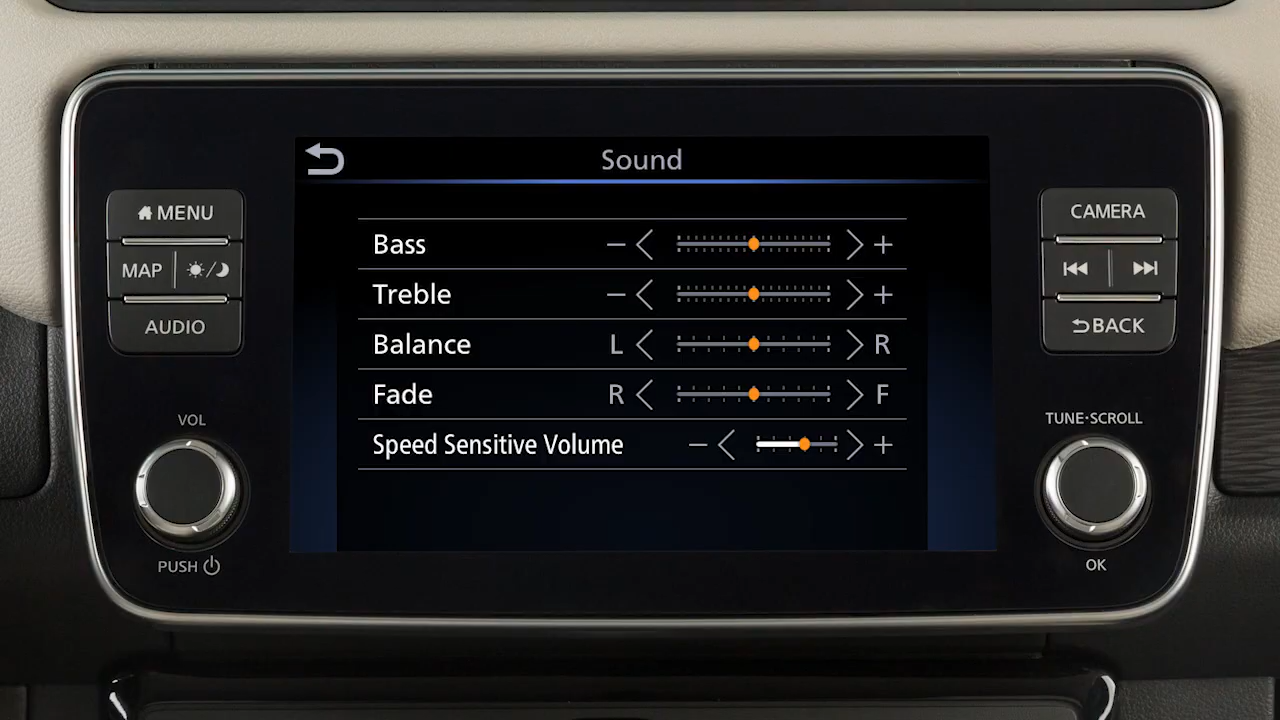 Sound
MENU
MAP
AUDIO
CAMERA
BACK
Bass − +
Treble − +
Balance L R
Fade R F
Speed Sensitive Volume − +
VOL
PUSH
TUNE·SCROLL
OK